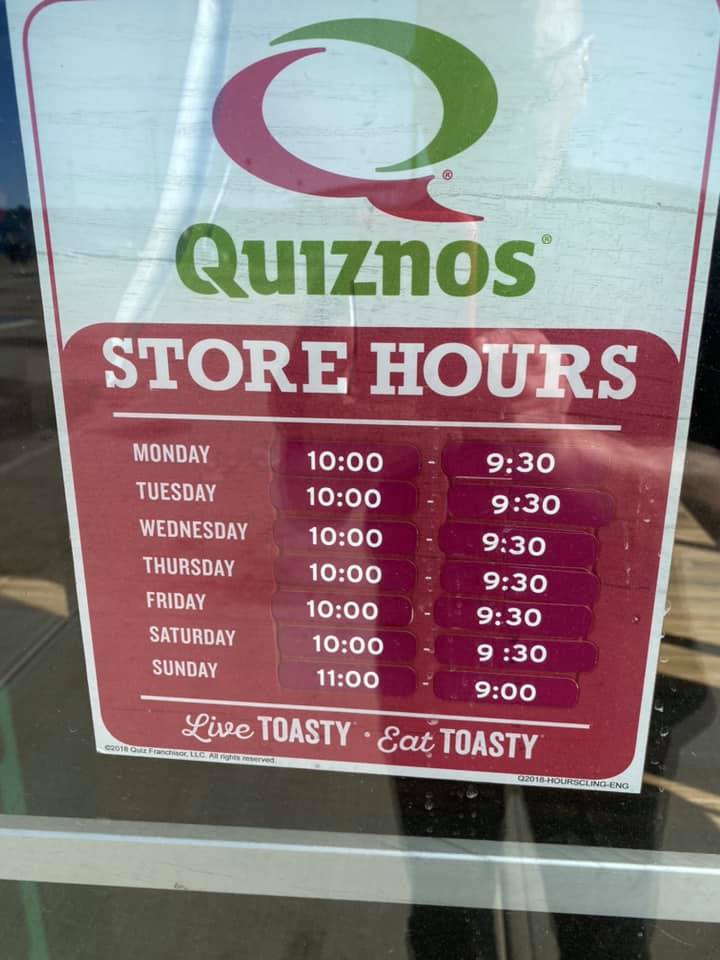 ®
Quiznos®
STORE HOURS
MONDAY 10:00 - 9:30
TUESDAY 10:00 - 9:30
WEDNESDAY 10:00 - 9:30
THURSDAY 10:00 - 9:30
FRIDAY 10:00 - 9:30
SATURDAY 10:00 - 9:30
SUNDAY 11:00 - 9:00
Live TOASTY · Eat TOASTY
©2018 Quiz Franchisor, LLC. All rights reserved.
Q2018-HOURSCLING-ENG